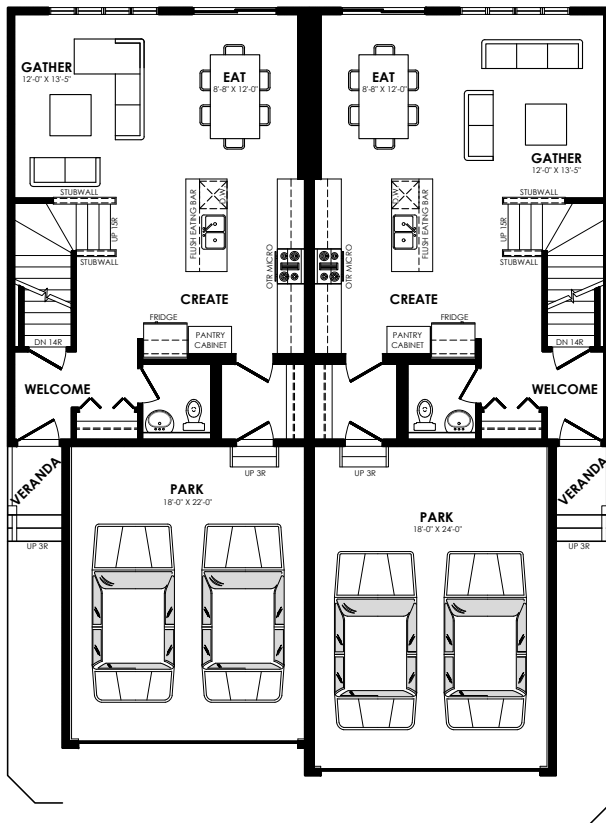 GATHER
12'-0" X 13'-5"
EAT
8'-8" X 12'-0"
EAT
8'-8" X 12'-0"
GATHER
12'-0" X 13'-5"
STUBWALL
UP 15R
STUBWALL
D.W.
FLUSH EATING BAR
OTR MICRO
OTR MICRO
D.W.
FLUSH EATING BAR
STUBWALL
UP 15R
STUBWALL
CREATE
CREATE
FRIDGE
PANTRY
CABINET
FRIDGE
PANTRY
CABINET
DN 14R
DN 14R
WELCOME
WELCOME
VERANDA
UP 3R
UP 3R
UP 3R
VERANDA
UP 3R
PARK
18'-0" X 22'-0"
PARK
18'-0" X 24'-0"